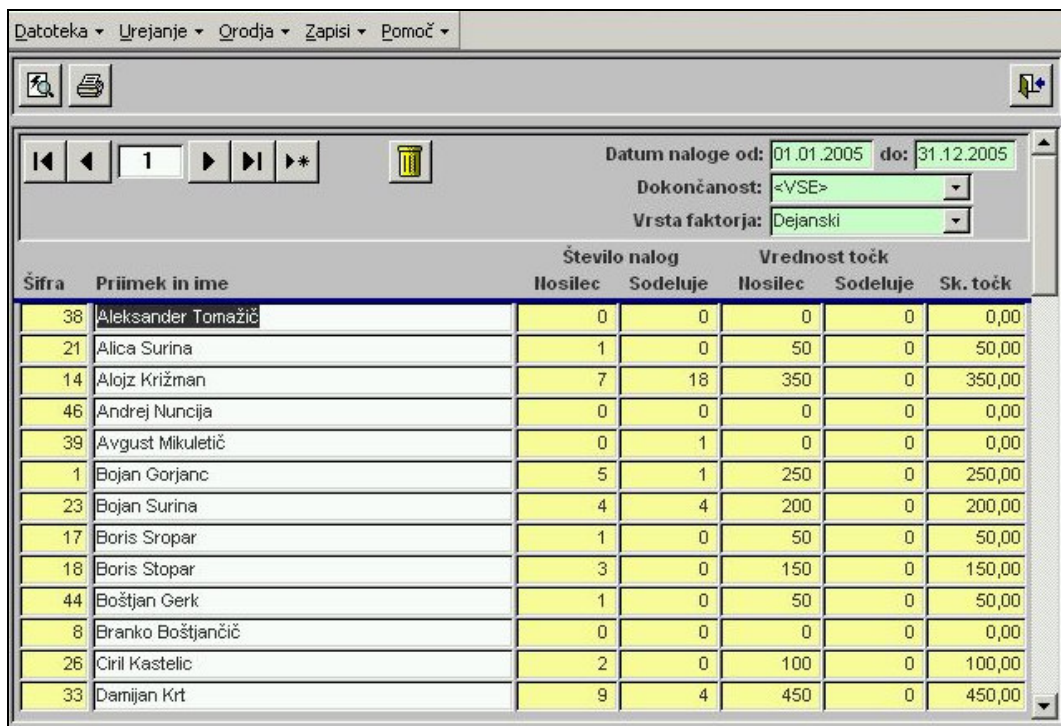 Datoteka Urejanje Orodja Zapisi Pomoč
1 Datum naloge od: 01.01.2005 do: 31.12.2005
Dokončanost: <VSE>
Vrsta faktorja: Dejanski
Število nalog Vrednost točk
Šifra Priimek in ime Nosilec Sodeluje Nosilec Sodeluje Sk. točk
38 Aleksander Tomažič 0 0 0 0 0,00
21 Alica Surina 1 0 50 0 50,00
14 Alojz Križman 7 18 350 0 350,00
46 Andrej Nuncija 0 0 0 0 0,00
39 Avgust Mikuletič 0 1 0 0 0,00
1 Bojan Gorjanc 5 1 250 0 250,00
23 Bojan Surina 4 4 200 0 200,00
17 Boris Sropar 1 0 50 0 50,00
18 Boris Stopar 3 0 150 0 150,00
44 Boštjan Gerk 1 0 50 0 50,00
8 Branko Boštjančič 0 0 0 0 0,00
26 Ciril Kastelic 2 0 100 0 100,00
33 Damijan Krt 9 4 450 0 450,00